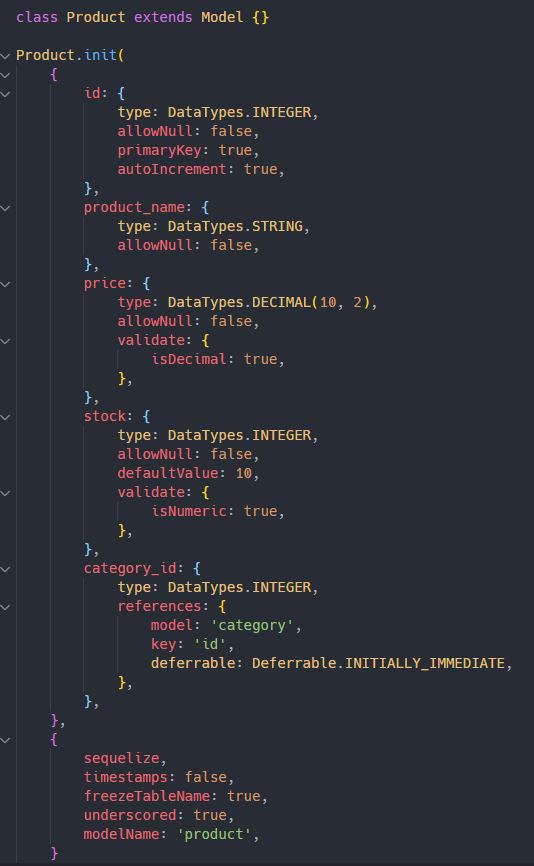 class Product extends Model {}
Product.init(
    {
        id: {
            type: DataTypes.INTEGER,
            allowNull: false,
            primaryKey: true,
            autoIncrement: true,
        },
        product_name: {
            type: DataTypes.STRING,
            allowNull: false,
        },
        price: {
            type: DataTypes.DECIMAL(10, 2),
            allowNull: false,
            validate: {
                isDecimal: true,
            },
        },
        stock: {
            type: DataTypes.INTEGER,
            allowNull: false,
            defaultValue: 10,
            validate: {
                isNumeric: true,
            },
        },
        category_id: {
            type: DataTypes.INTEGER,
            references: {
                model: 'category',
                key: 'id',
                deferrable: Deferrable.INITIALLY_IMMEDIATE,
            },
        },
    },
    {
        sequelize,
        timestamps: false,
        freezeTableName: true,
        underscored: true,
        modelName: 'product',
    }